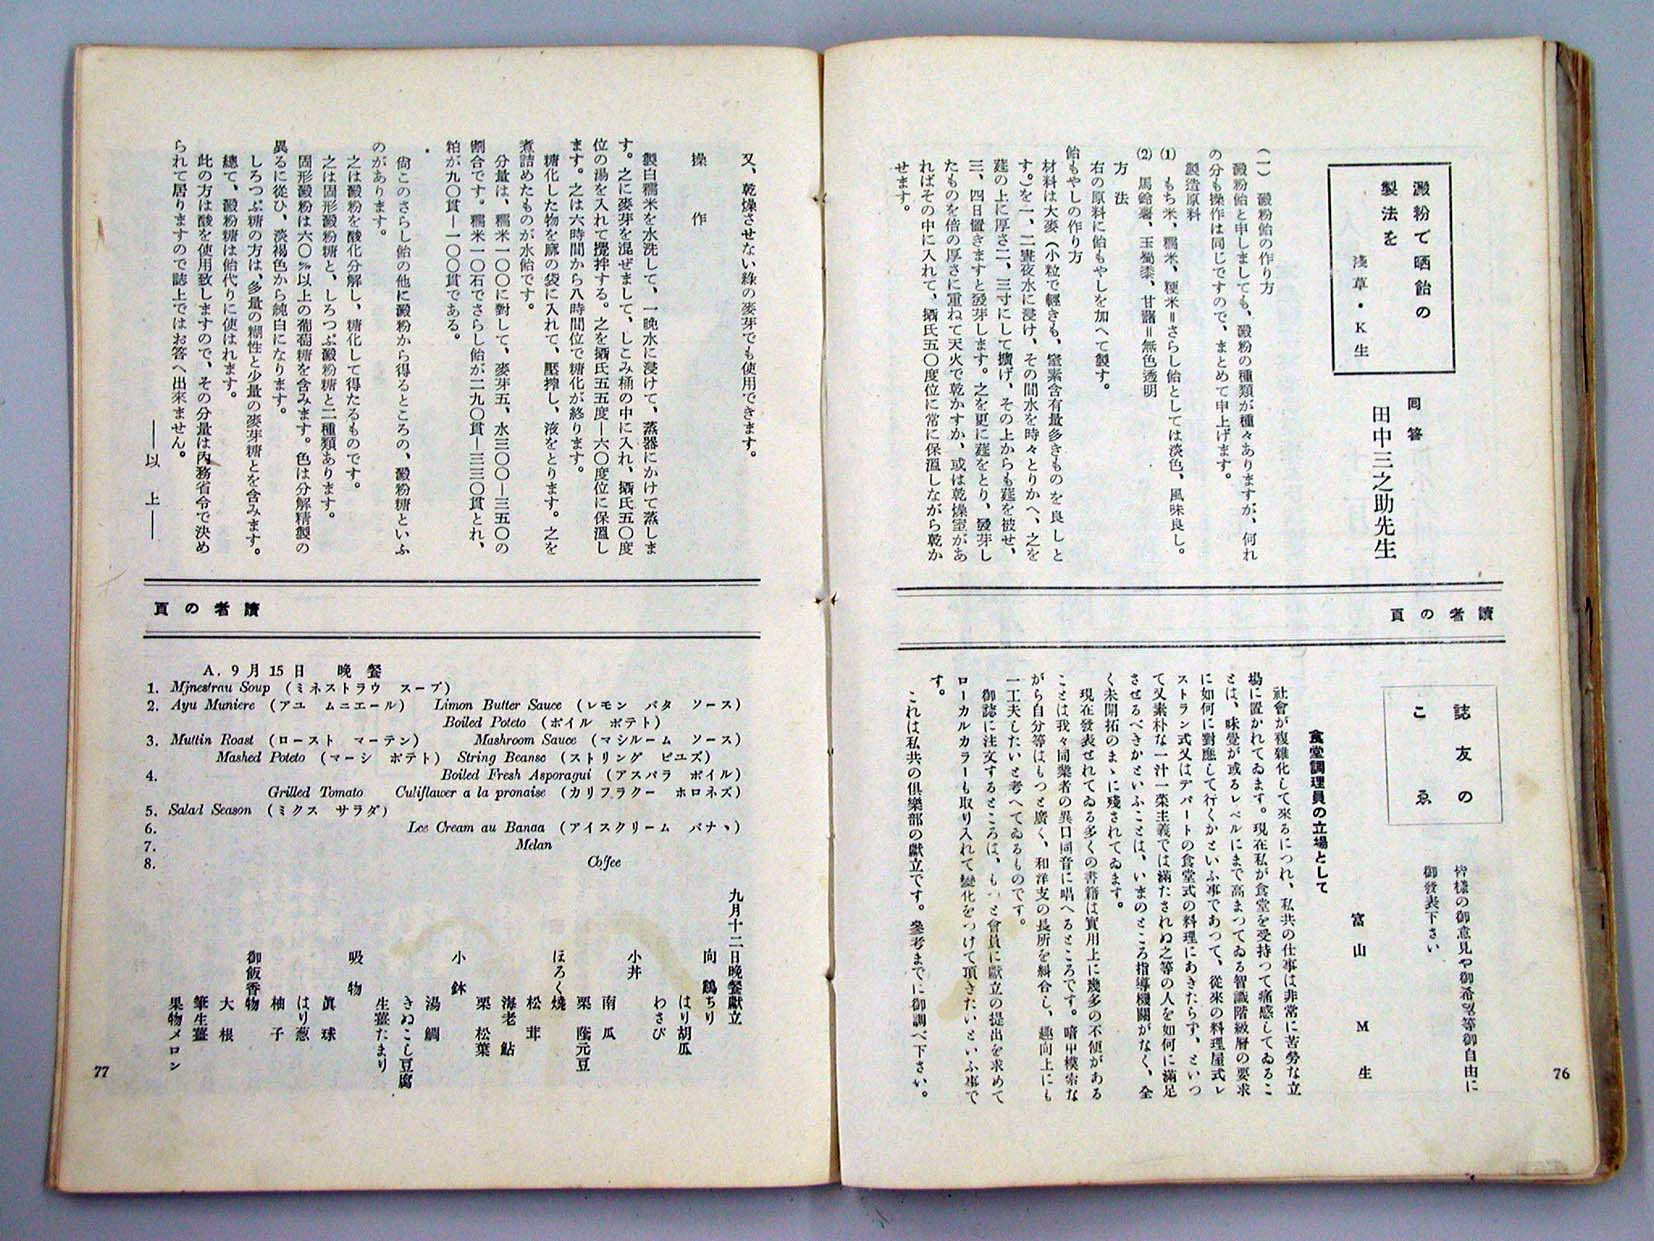 澱粉で晒飴の
製法を
淺草・K生
同答
田中三之助先生
(一) 澱粉飴の作り方
澱粉飴と申しましても、澱粉の種類が種々ありますが、何れ
の分も操作は同じですので、まとめて申上げます。
製造原料
(1) もち米、糯米、粳米＝さらし飴としては淡色、風味良し。
(2) 馬鈴薯、玉蜀黍、甘藷＝無色透明
方法
右の原料に飴もやしを加へて製す。
飴もやしの作り方
材料は大麥（小粒で輕きも、窒素含有量多きものを良しと
す。）を一、二晝夜水に浸け、その間水を時々とりかへ、之を
莚の上に厚さ二、三寸にして擴げ、その上からも莚を被せ、
三、四日置きますと發芽します。之を更に莚をとり、發芽し
たものを倍の厚さに重ねて天火で乾かすか、或は乾燥室があ
ればその中に入れて、攝氏五〇度位に常に保溫しながら乾か
せます。
讀者の頁
誌友の
こゑ
皆樣の御意見や御希望等御自由に
御發表下さい
食堂調理員の立場として
富山 M生
社會が複雜化して來るにつれ、私共の仕事は非常に苦勞な立
場に置かれてゐます。現在私が食堂を受持つて痛感してゐるこ
とは、味覺が或るレベルにまで高まつてゐる智識階級層の要求
に如何に對應して行くかといふ事であつて、從來の料理屋式レ
ストラン式又はデパートの食堂式の料理にあきたらず、といつ
て又素朴な一汁一菜主義では滿たされぬ之等の人を如何に滿足
させるべきかといふことは、いまのところ指導機關がなく、全
く未開拓のまゝに殘されてゐます。
現在發表せれてゐる多くの書籍は實用上に幾多の不便がある
ことは我々同業者の異口同音に唱へるところです。暗中模索な
がら自分等はもつと廣く、和洋支の長所を糾合し、趣向上にも
一工夫したいと考へてゐるものです。
御誌に注文するところは、もつと會員に獻立の提出を求めて
ローカルカラーも取り入れて變化をつけて頂きたいといふ事で
す。
これは私共の倶樂部の獻立です。參考までに御調べ下さい。
76
又、乾燥させない綠の麥芽でも使用できます。
操作
製白糯米を水洗して、一晩水に浸けて、蒸器にかけて蒸しま
す。之に麥芽を混ぜまして、しこみ桶の中に入れ、攝氏五〇度
位の湯を入れて攪拌する。之を攝氏五五度―六〇度位に保溫し
ます。之は六時間から八時間位で糖化が終ります。
糖化した物を麻の袋に入れて、壓搾し、液をとります。之を
煮詰めたものが水飴です。
分量は、糯米一〇〇に對して、麥芽五、水三〇〇―三五〇の
割合です。糯米一〇石でさらし飴が二九〇貫―三三〇貫とれ、
粕が九〇貫―一〇〇貫である。
尙このさらし飴の他に澱粉から得るところの、澱粉糖といふ
のがあります。
之は澱粉を酸化分解し、糖化して得たるものです。
之は固形澱粉糖と、しろつぷ澱粉糖と二種類あります。
固形澱粉は六〇％以上の葡萄糖を含みます。色は分解精製の
異るに從ひ、淡褐色から純白になります。
しろつぷ糖の方は、多量の糊性と少量の麥芽糖とを含みます。
總て、澱粉糖は飴代りに使はれます。
此の方は酸を使用致しますので、その分量は內務省令で決め
られて居りますので誌上ではお答へ出來ません。
――以上――
讀者の頁
A. 9月15日 晩餐
1. Mjnestrau Soup (ミネストラウ スープ)
2. Ayu Muniere (アユ ムニエール) Limon Butter Sauce (レモン バタ ソース)
Boiled Poteto (ボイル ポテト)
3. Muttin Roast (ロースト マーテン) Mashroom Sauce (マシルーム ソース)
Mashed Poteto (マーシ ポテト) String Beanse (ストリング ビユズ)
4. Boiled Fresh Asporagui (アスパラ ボイル)
Grilled Tomato Culiflawer a la pronaise (カリフラクー ホロネズ)
5. Salad Season (ミクス サラダ)
6. Lce Cream au Banaa (アイスクリーム バナヽ)
7. Melan
8. Coffee
九月十二日晩餐獻立
向 鷄ちり
はり胡瓜
わさび
小丼
南瓜
栗 隱元豆
ほろく燒
松茸
海老 鮎
栗 松葉
小鉢
湯鯛
きぬこし豆腐
生薑たまり
吸物
眞球
はり葱
柚子
御飯香物
大根
筆生薑
果物メロン
77